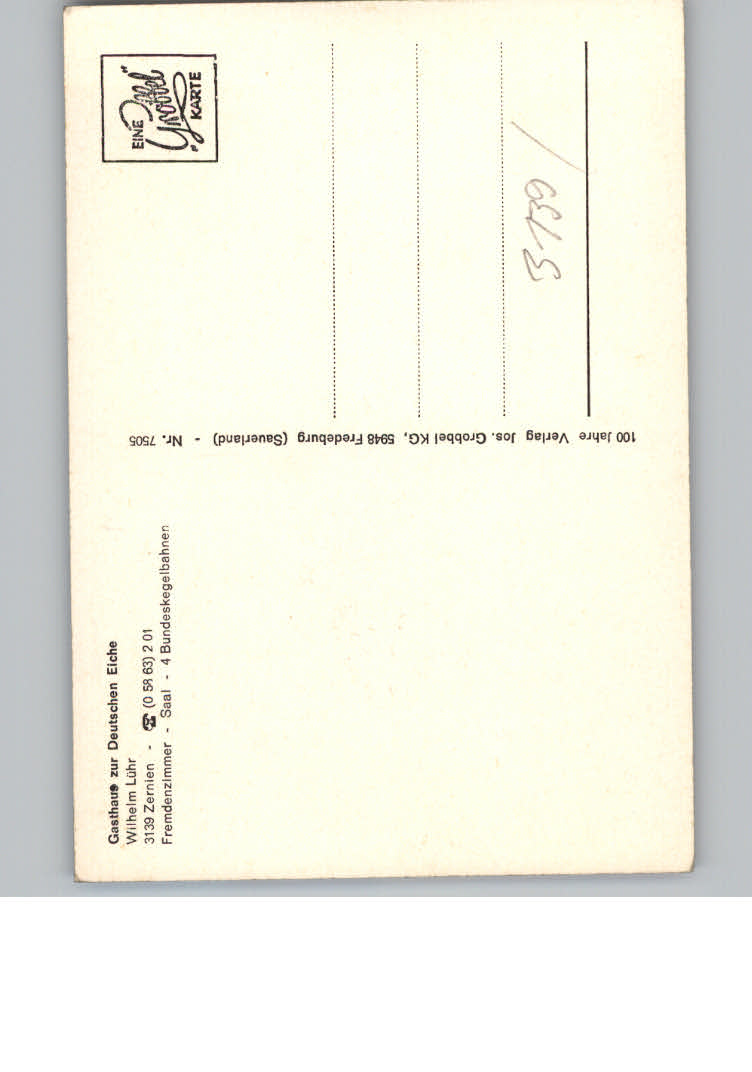 Gasthaus zur Deutschen Eiche
Wilhelm Lühr
3139 Zernien - ☎ (0 58 63) 2 01
Fremdenzimmer - Saal - 4 Bundeskegelbahnen
100 Jahre Verlag Jos. Grobbel KG, 5948 Fredeburg (Sauerland) - Nr. 7505
EINE
„Grobbel"
KARTE
3139